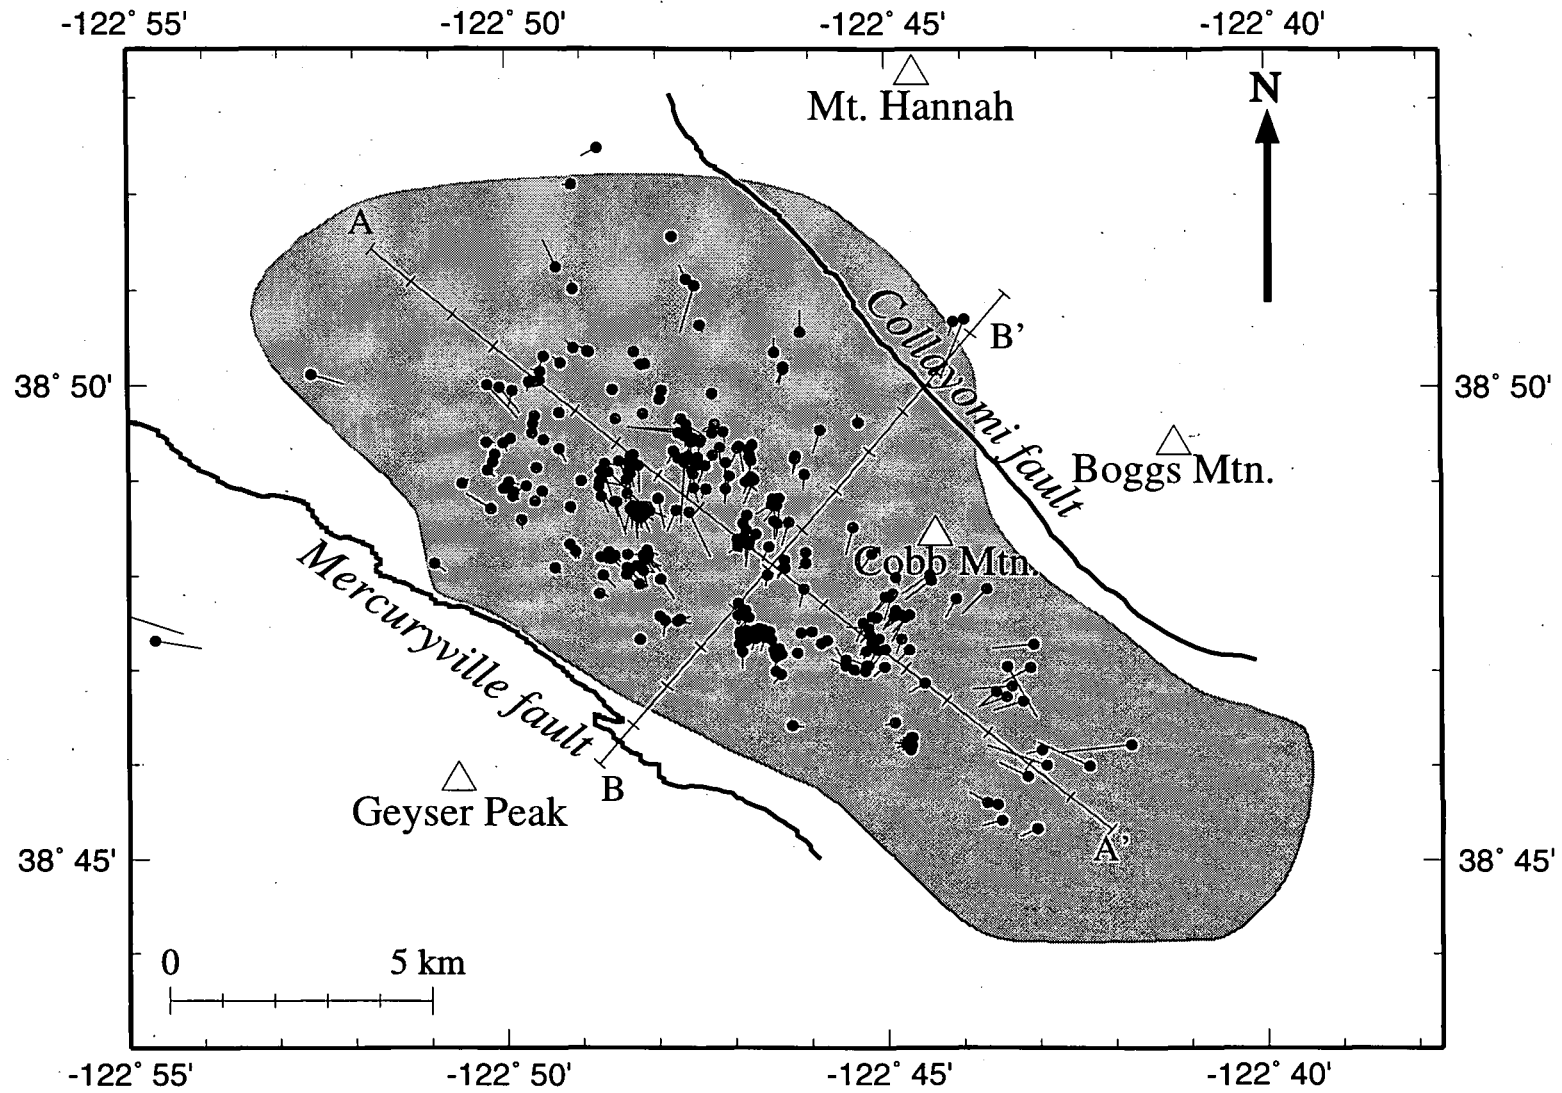 -122° 55' -122° 50' -122° 45' -122° 40'
Mt. Hannah
N
A
Collayomi fault
B'
38° 50' 38° 50'
Boggs Mtn.
Cobb Mtn.
Mercuryville fault
B
Geyser Peak
A'
38° 45' 38° 45'
0 5 km
-122° 55' -122° 50' -122° 45' -122° 40'